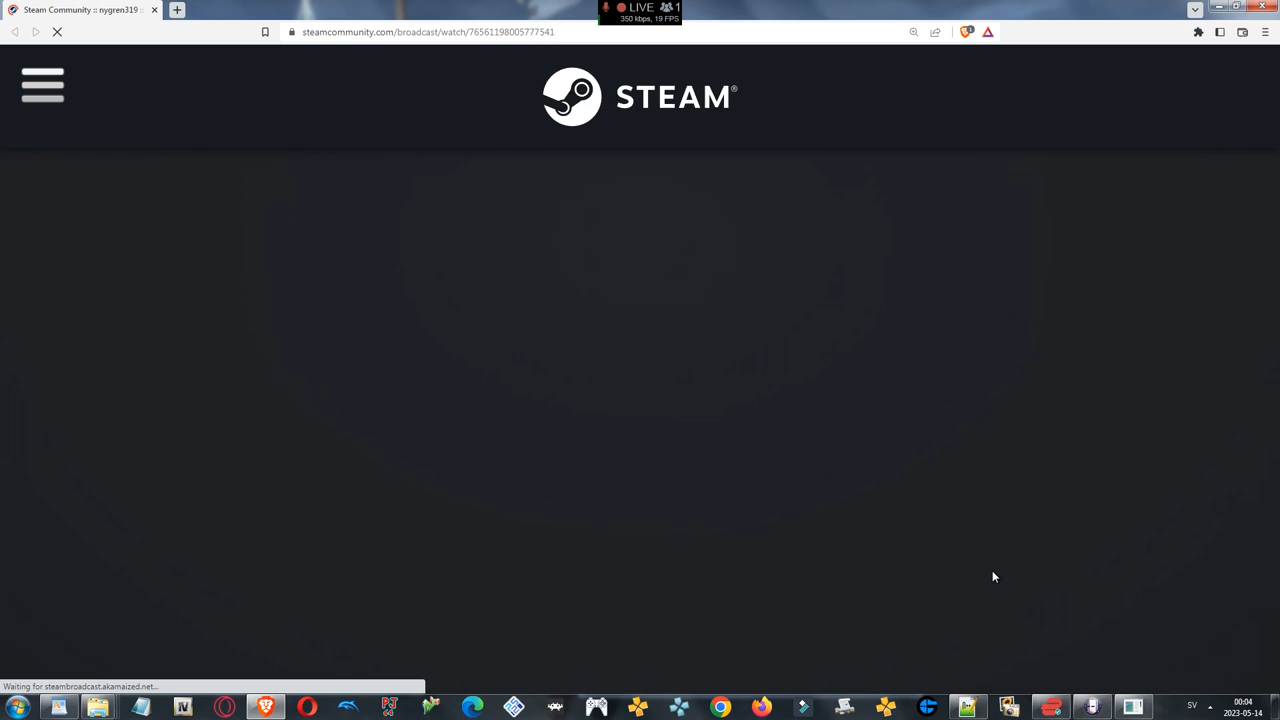 Steam Community :: nygren319 ::
LIVE 1
350 kbps, 19 FPS
steamcommunity.com/broadcast/watch/76561198005777541
1
STEAM®
Waiting for steambroadcast.akamaized.net...
SV
00:04
2023-05-14